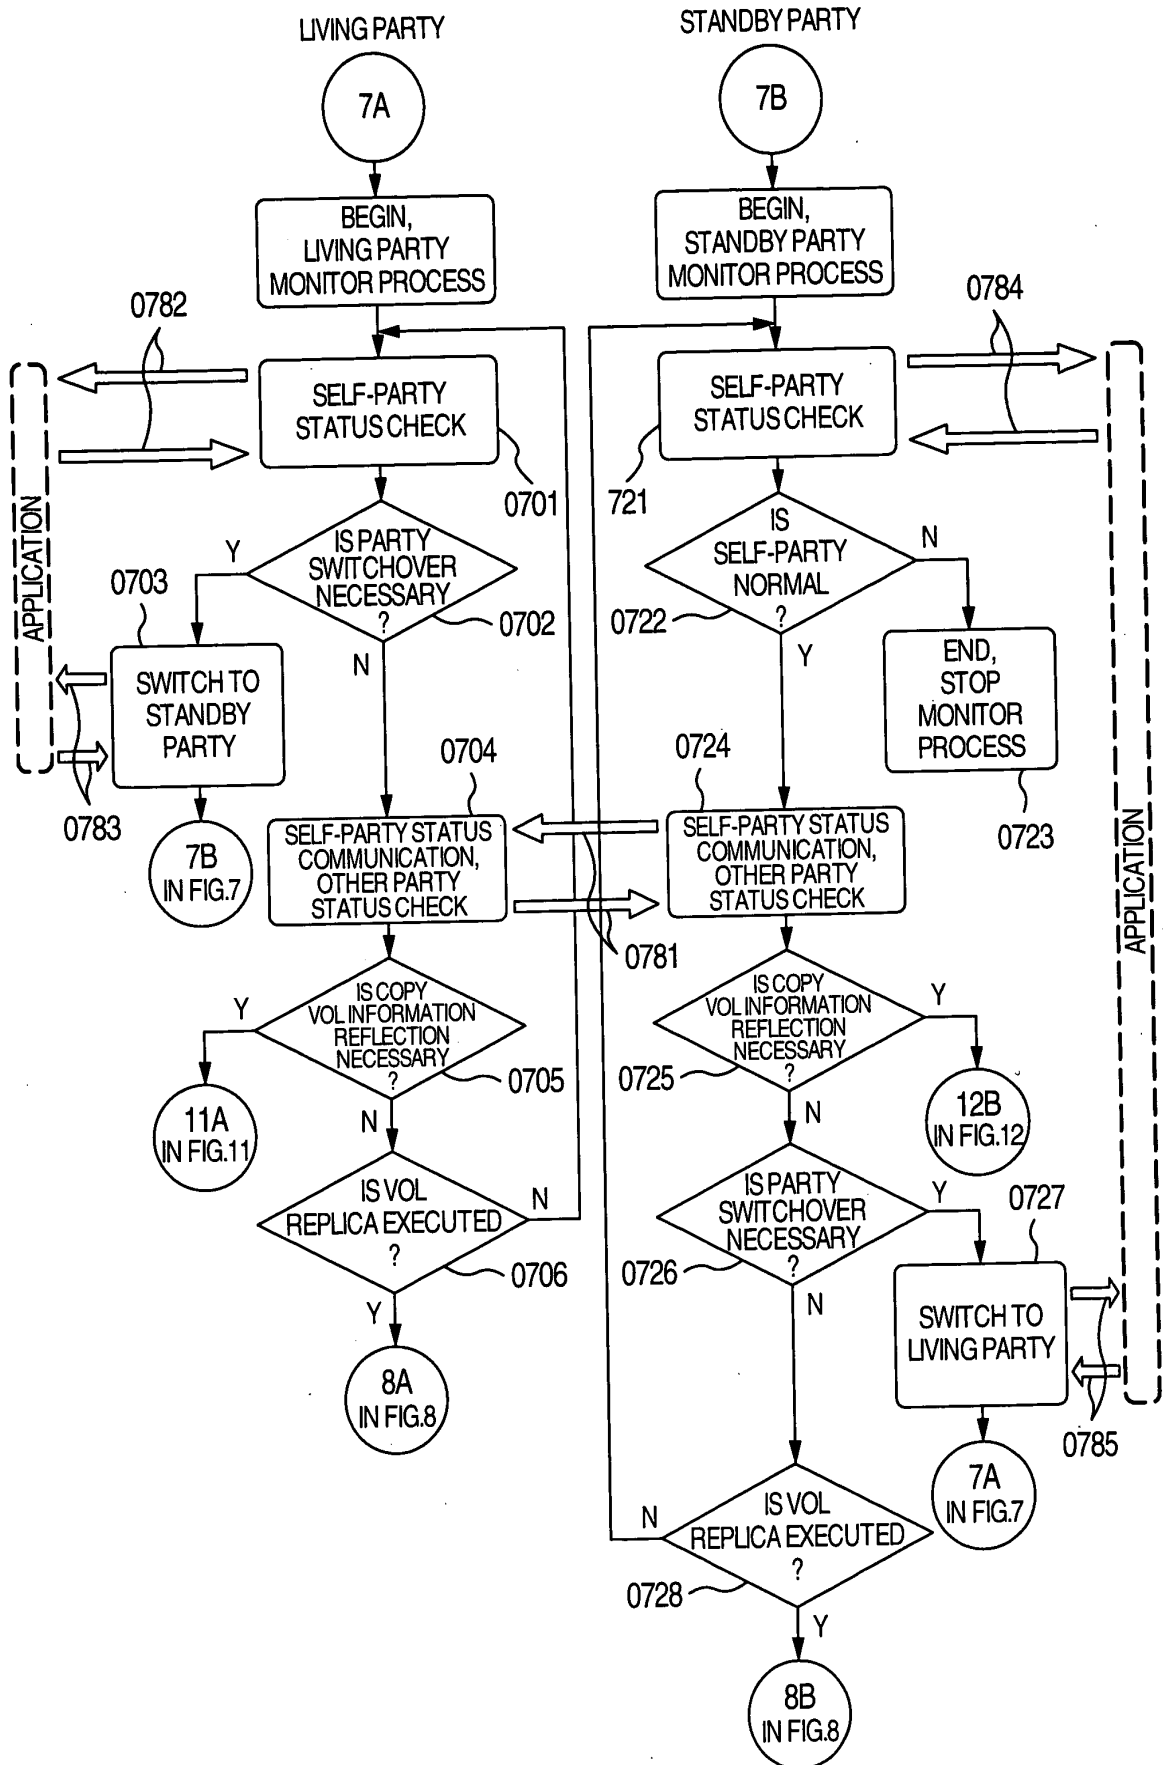 LIVING PARTY
7A
BEGIN,
LIVING PARTY
MONITOR PROCESS
0782
SELF-PARTY
STATUS CHECK
0701
APPLICATION
IS PARTY
SWITCHOVER
NECESSARY
?
0702
Y
N
0703
SWITCH TO
STANDBY
PARTY
0783
7B
IN FIG.7
0704
SELF-PARTY STATUS
COMMUNICATION,
OTHER PARTY
STATUS CHECK
0781
IS COPY
VOL INFORMATION
REFLECTION
NECESSARY
?
0705
Y
N
11A
IN FIG.11
IS VOL
REPLICA EXECUTED
?
0706
N
Y
8A
IN FIG.8
STANDBY PARTY
7B
BEGIN,
STANDBY PARTY
MONITOR PROCESS
0784
SELF-PARTY
STATUS CHECK
721
IS
SELF-PARTY
NORMAL
?
0722
N
Y
END,
STOP
MONITOR
PROCESS
0723
APPLICATION
0724
SELF-PARTY STATUS
COMMUNICATION,
OTHER PARTY
STATUS CHECK
IS COPY
VOL INFORMATION
REFLECTION
NECESSARY
?
0725
Y
N
12B
IN FIG.12
IS PARTY
SWITCHOVER
NECESSARY
?
0726
Y
N
0727
SWITCH TO
LIVING PARTY
0785
7A
IN FIG.7
IS VOL
REPLICA EXECUTED
?
0728
N
Y
8B
IN FIG.8